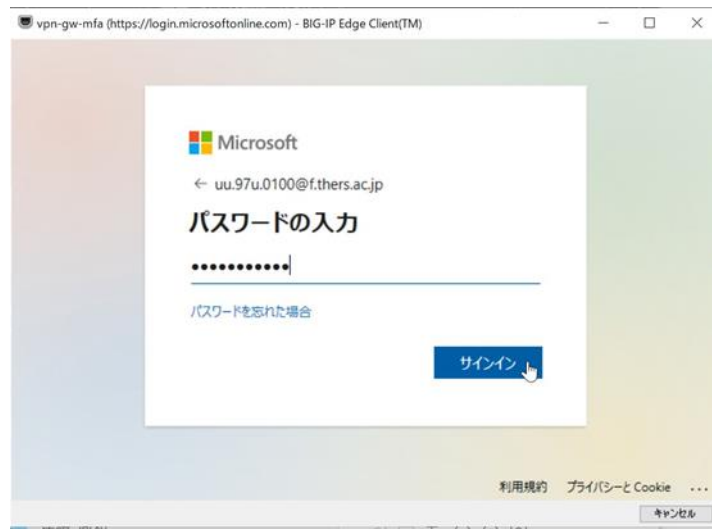 vpn-gw-mfa (https://login.microsoftonline.com) - BIG-IP Edge Client(TM)
Microsoft
← uu.97u.0100@f.thers.ac.jp
パスワードの入力
•••••••••••
パスワードを忘れた場合
サインイン
利用規約 プライバシーと Cookie ...
キャンセル